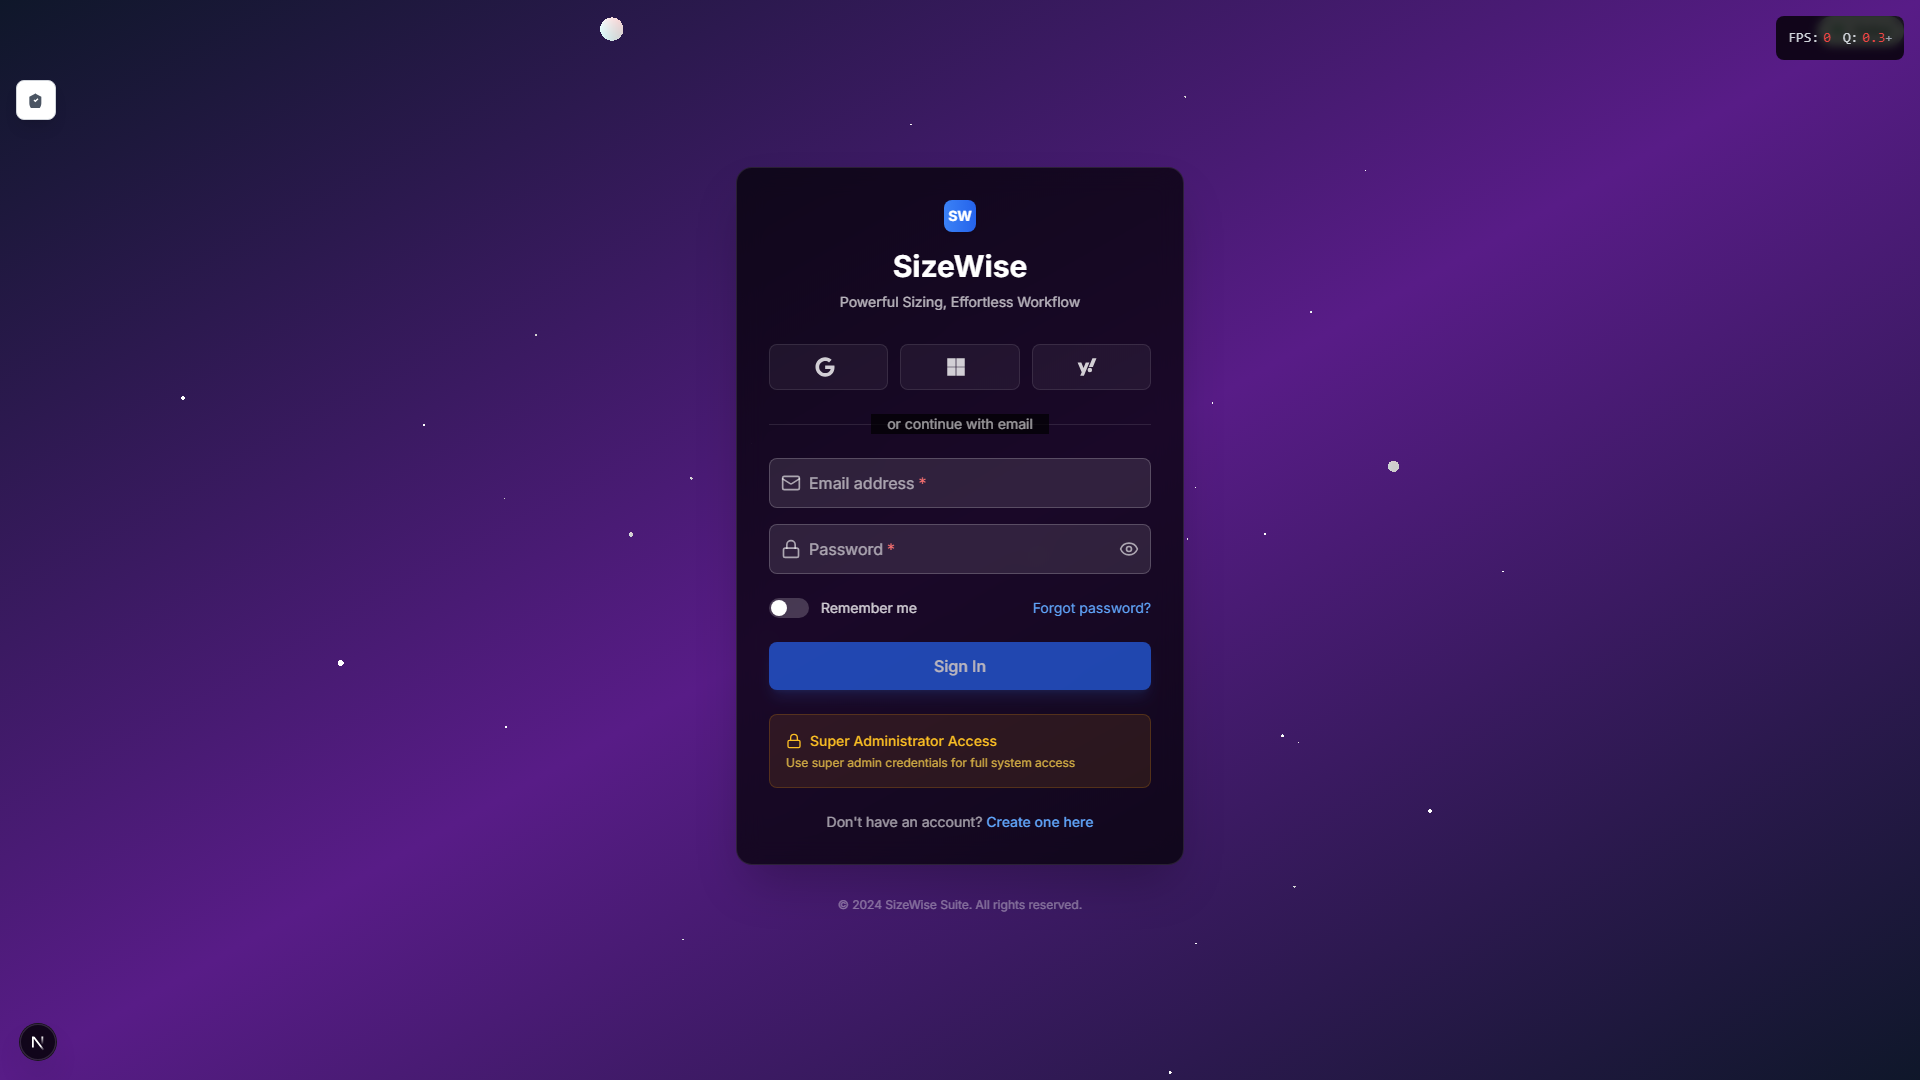 FPS: 0 Q: 0.3+
SW
SizeWise
Powerful Sizing, Effortless Workflow
or continue with email
Email address *
Password *
Remember me
Forgot password?
Sign In
Super Administrator Access
Use super admin credentials for full system access
Don't have an account? Create one here
© 2024 SizeWise Suite. All rights reserved.
N